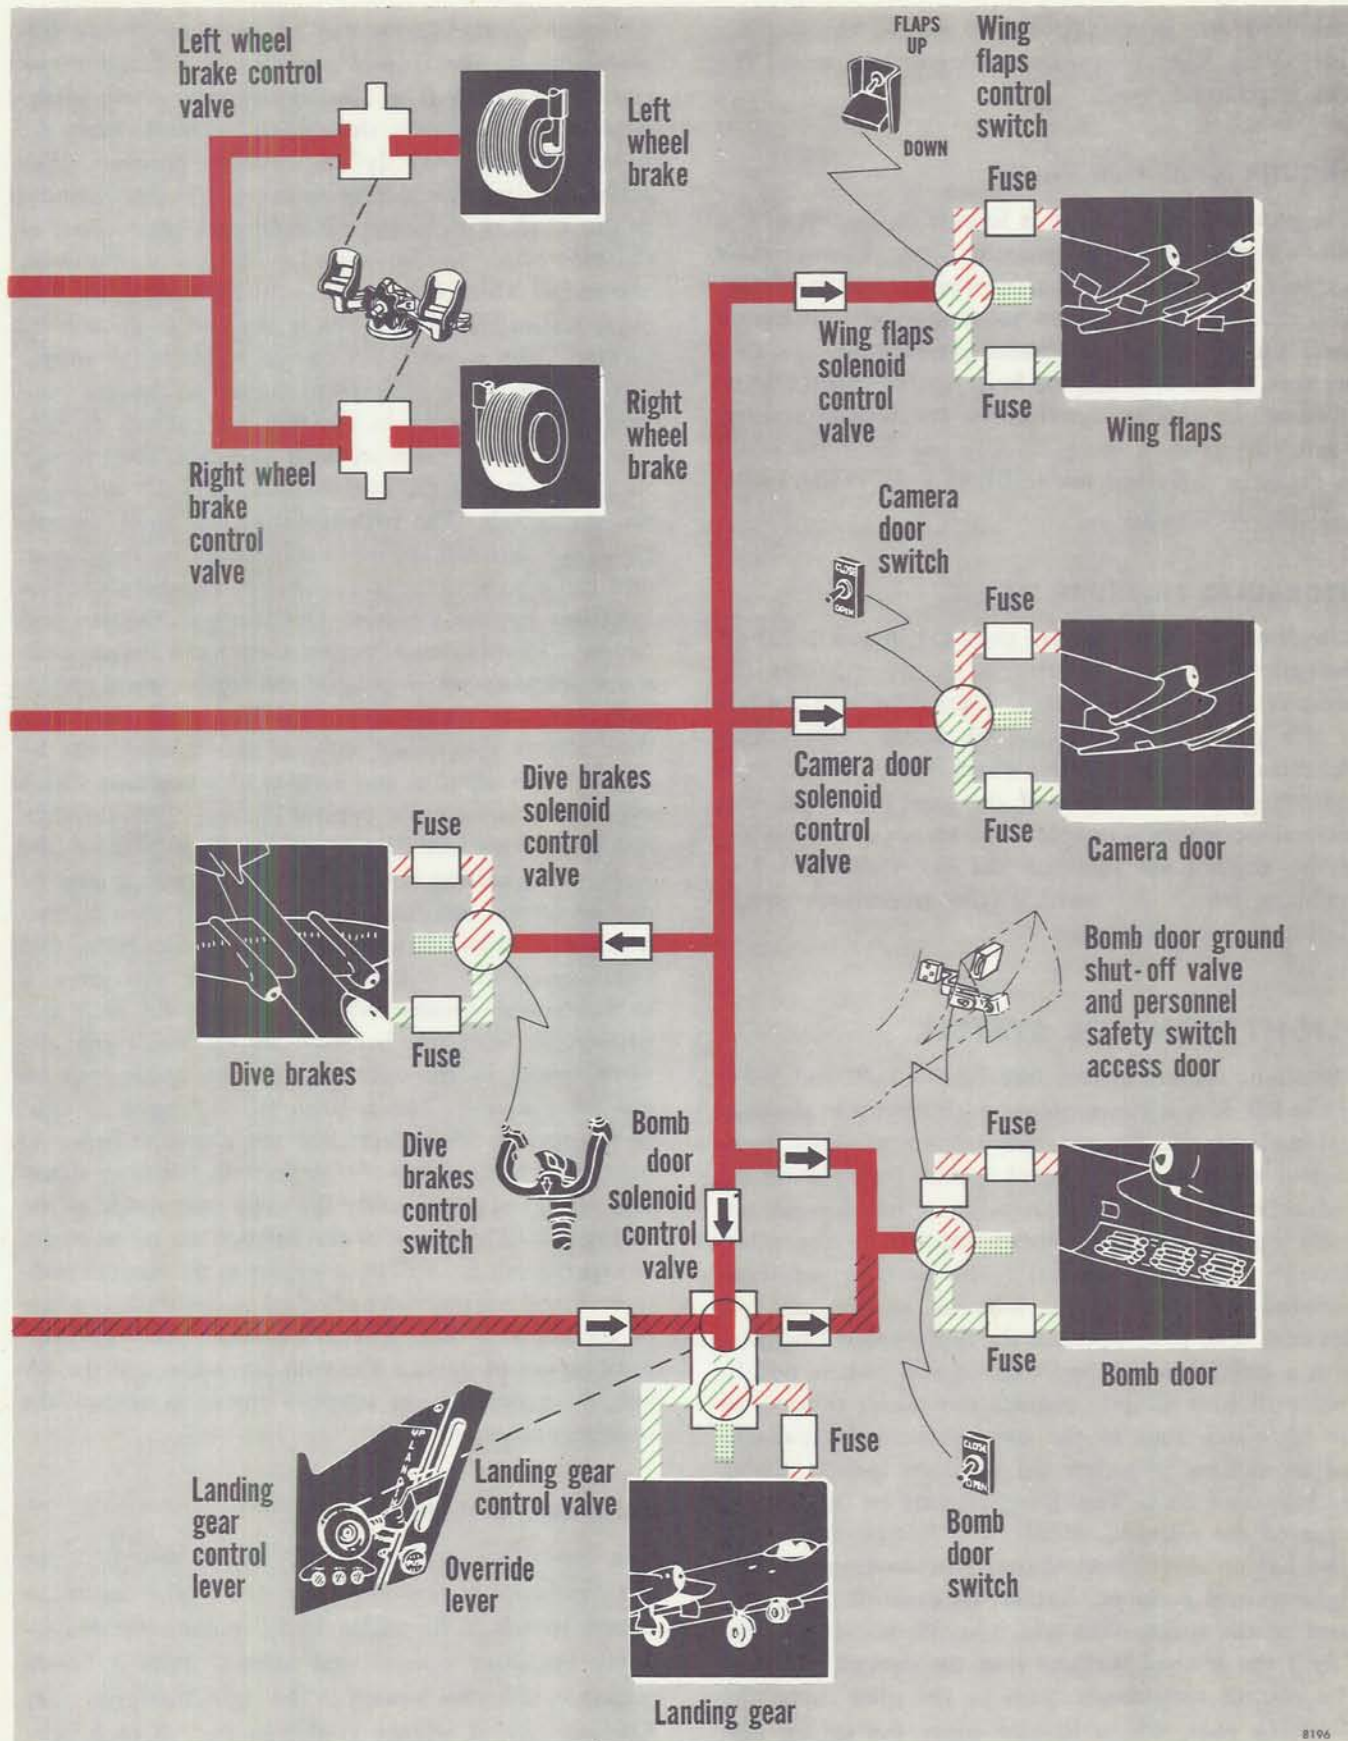 Left wheel
brake control
valve
Left
wheel
brake
Right
wheel
brake
Right wheel
brake
control
valve
FLAPS
UP
DOWN
Wing
flaps
control
switch
Fuse
Wing flaps
solenoid
control
valve
Fuse
Wing flaps
Camera
door
switch
CLOSE
OPEN
Fuse
Camera door
solenoid
control
valve
Fuse
Camera door
Dive brakes
solenoid
control
valve
Fuse
Fuse
Dive brakes
Dive
brakes
control
switch
Bomb door ground
shut-off valve
and personnel
safety switch
access door
Bomb
door
solenoid
control
valve
Fuse
Fuse
Bomb door
CLOSE
OPEN
Bomb
door
switch
UP
Landing
gear
control
lever
Landing gear
control valve
Override
lever
Fuse
Landing gear
8196